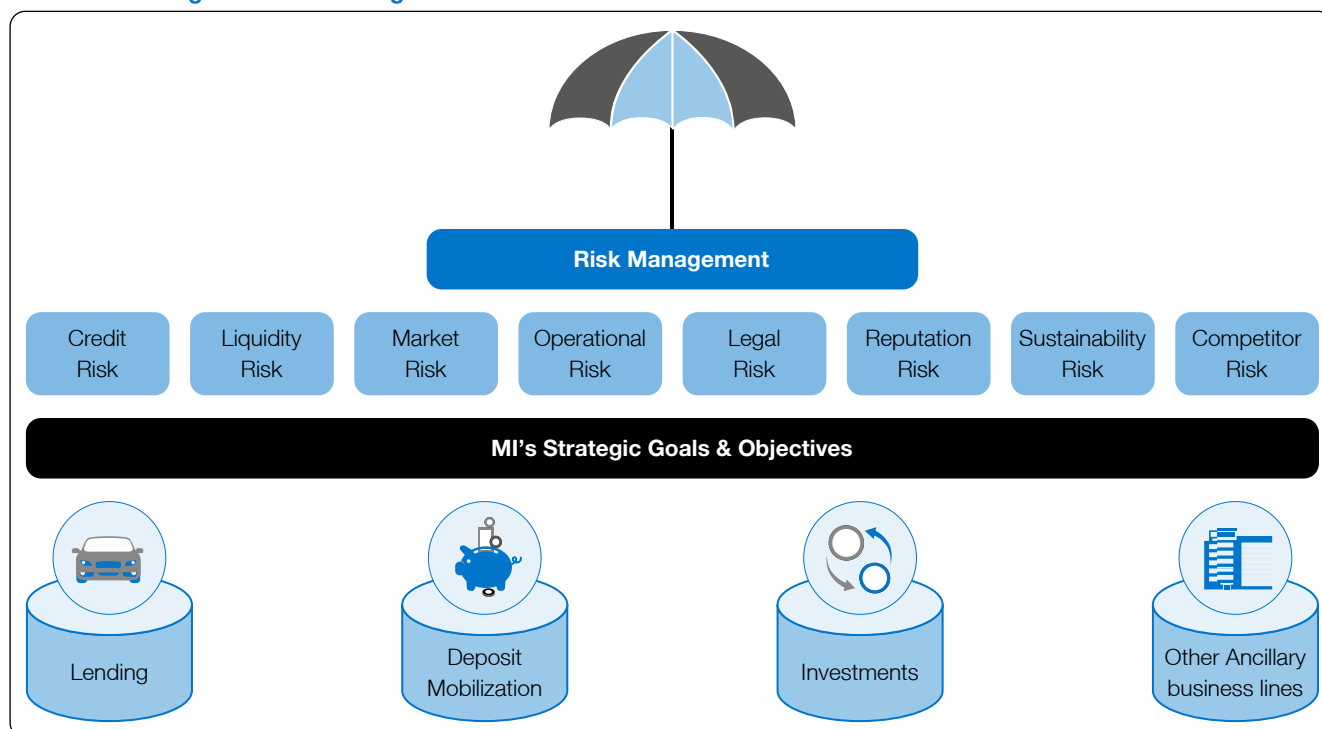 Risk Management
Credit
Risk
Liquidity
Risk
Market
Risk
Operational
Risk
Legal
Risk
Reputation
Risk
Sustainability
Risk
Competitor
Risk
MI's Strategic Goals & Objectives
Lending
Deposit
Mobilization
Investments
Other Ancillary
business lines